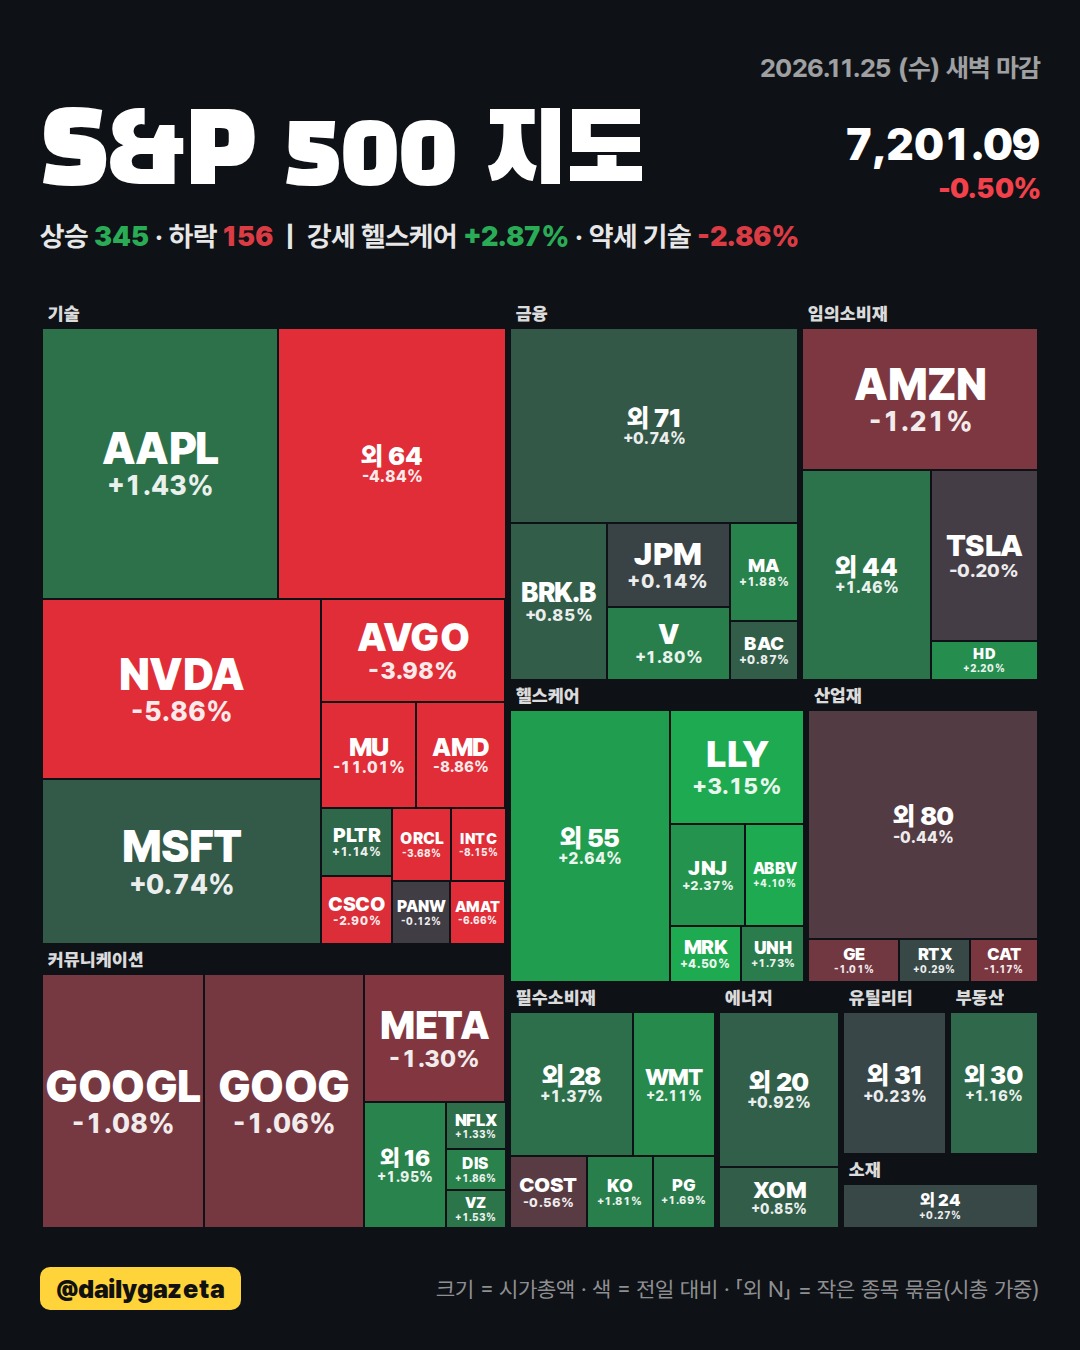 2026.11.25 (수) 새벽 마감
S&P 500 지도
7,201.09
-0.50%
상승 345 · 하락 156 | 강세 헬스케어 +2.87% · 약세 기술 -2.86%
기술
AAPL
+1.43%
외 64
-4.84%
NVDA
-5.86%
AVGO
-3.98%
MU
-11.01%
AMD
-8.86%
MSFT
+0.74%
PLTR
+1.14%
ORCL
-3.68%
INTC
-8.15%
CSCO
-2.90%
PANW
-0.12%
AMAT
-6.66%
커뮤니케이션
GOOGL
-1.08%
GOOG
-1.06%
META
-1.30%
외 16
+1.95%
NFLX
+1.33%
DIS
+1.86%
VZ
+1.53%
금융
외 71
+0.74%
BRK.B
+0.85%
JPM
+0.14%
MA
+1.88%
V
+1.80%
BAC
+0.87%
임의소비재
AMZN
-1.21%
외 44
+1.46%
TSLA
-0.20%
HD
+2.20%
헬스케어
외 55
+2.64%
LLY
+3.15%
JNJ
+2.37%
ABBV
+4.10%
MRK
+4.50%
UNH
+1.73%
산업재
외 80
-0.44%
GE
-1.01%
RTX
+0.29%
CAT
-1.17%
필수소비재
외 28
+1.37%
WMT
+2.11%
COST
-0.56%
KO
+1.81%
PG
+1.69%
에너지
외 20
+0.92%
XOM
+0.85%
유틸리티
외 31
+0.23%
부동산
외 30
+1.16%
소재
외 24
+0.27%
@dailygazeta
크기 = 시가총액 · 색 = 전일 대비 · 「외 N」 = 작은 종목 묶음(시총 가중)